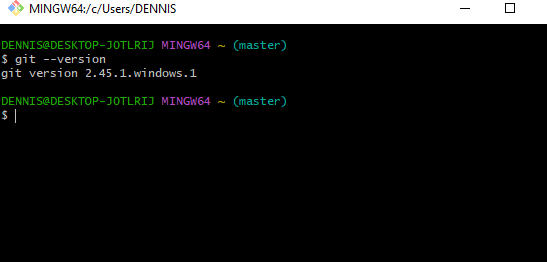 MINGW64:/c/Users/DENNIS
DENNIS@DESKTOP-JOTLRIJ MINGW64 ~ (master)
$ git --version
git version 2.45.1.windows.1
DENNIS@DESKTOP-JOTLRIJ MINGW64 ~ (master)
$